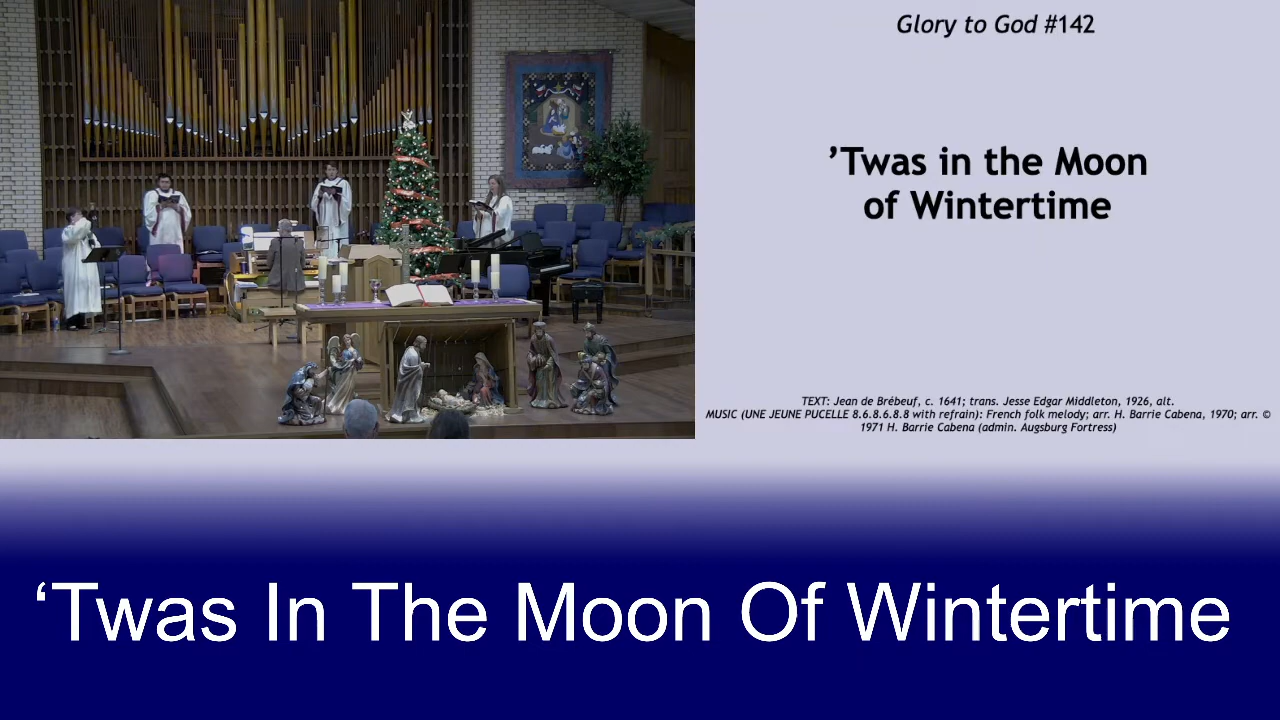 Glory to God #142
’Twas in the Moon
of Wintertime
TEXT: Jean de Brébeuf, c. 1641; trans. Jesse Edgar Middleton, 1926, alt.
MUSIC (UNE JEUNE PUCELLE 8.6.8.6.8.8 with refrain): French folk melody; arr. H. Barrie Cabena, 1970; arr. ©
1971 H. Barrie Cabena (admin. Augsburg Fortress)
‘Twas In The Moon Of Wintertime